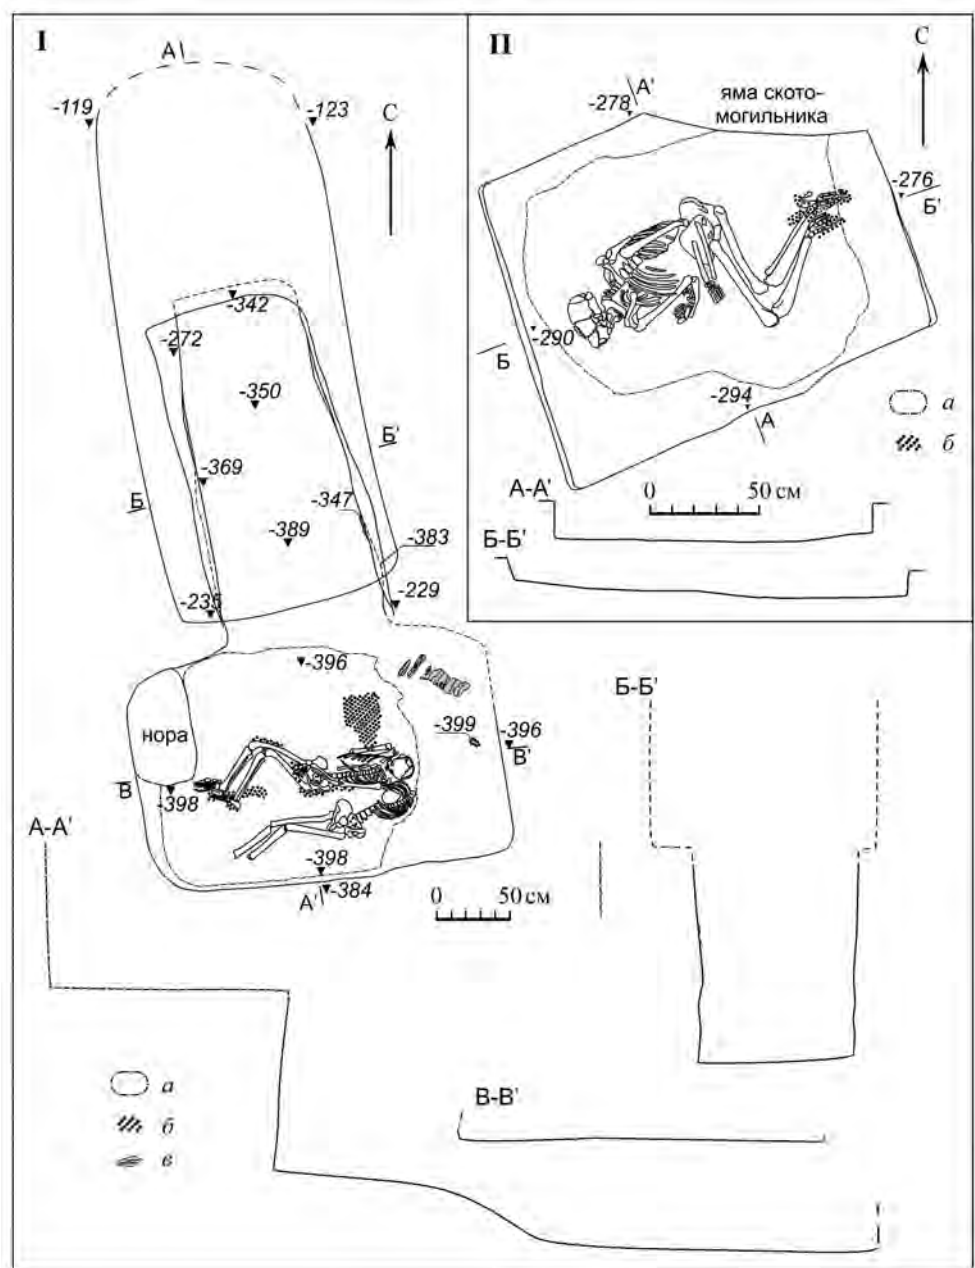 I
А
-119
-123
С
-342
-272
-350
-369
Б
Б'
-347
-389
-383
-235
-229
-396
нора
-399
-396
В'
В
-398
-398
А'
-384
0 50 см
А-А'
Б-Б'
В-В'
а
б
в
II
С
А'
-278
яма ското-
могильника
-276
Б'
-290
Б
-294
А
а
б
0 50 см
А-А'
Б-Б'